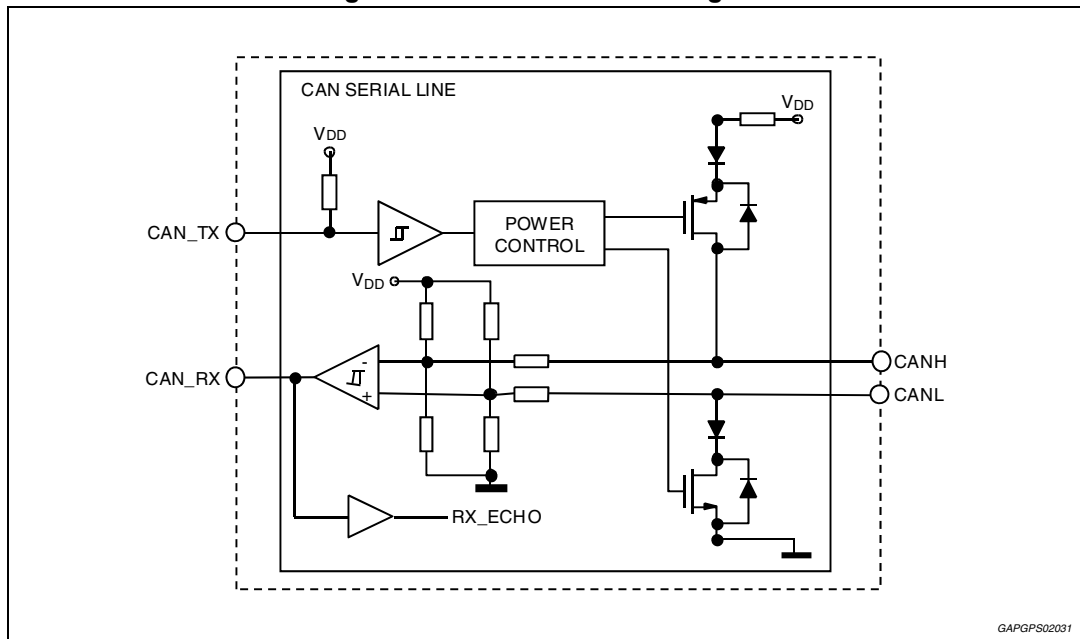 CAN SERIAL LINE
VDD
VDD
CAN_TX
POWER
CONTROL
VDD
-
CANH
CAN_RX
+
CANL
RX_ECHO
GAPGPS02031